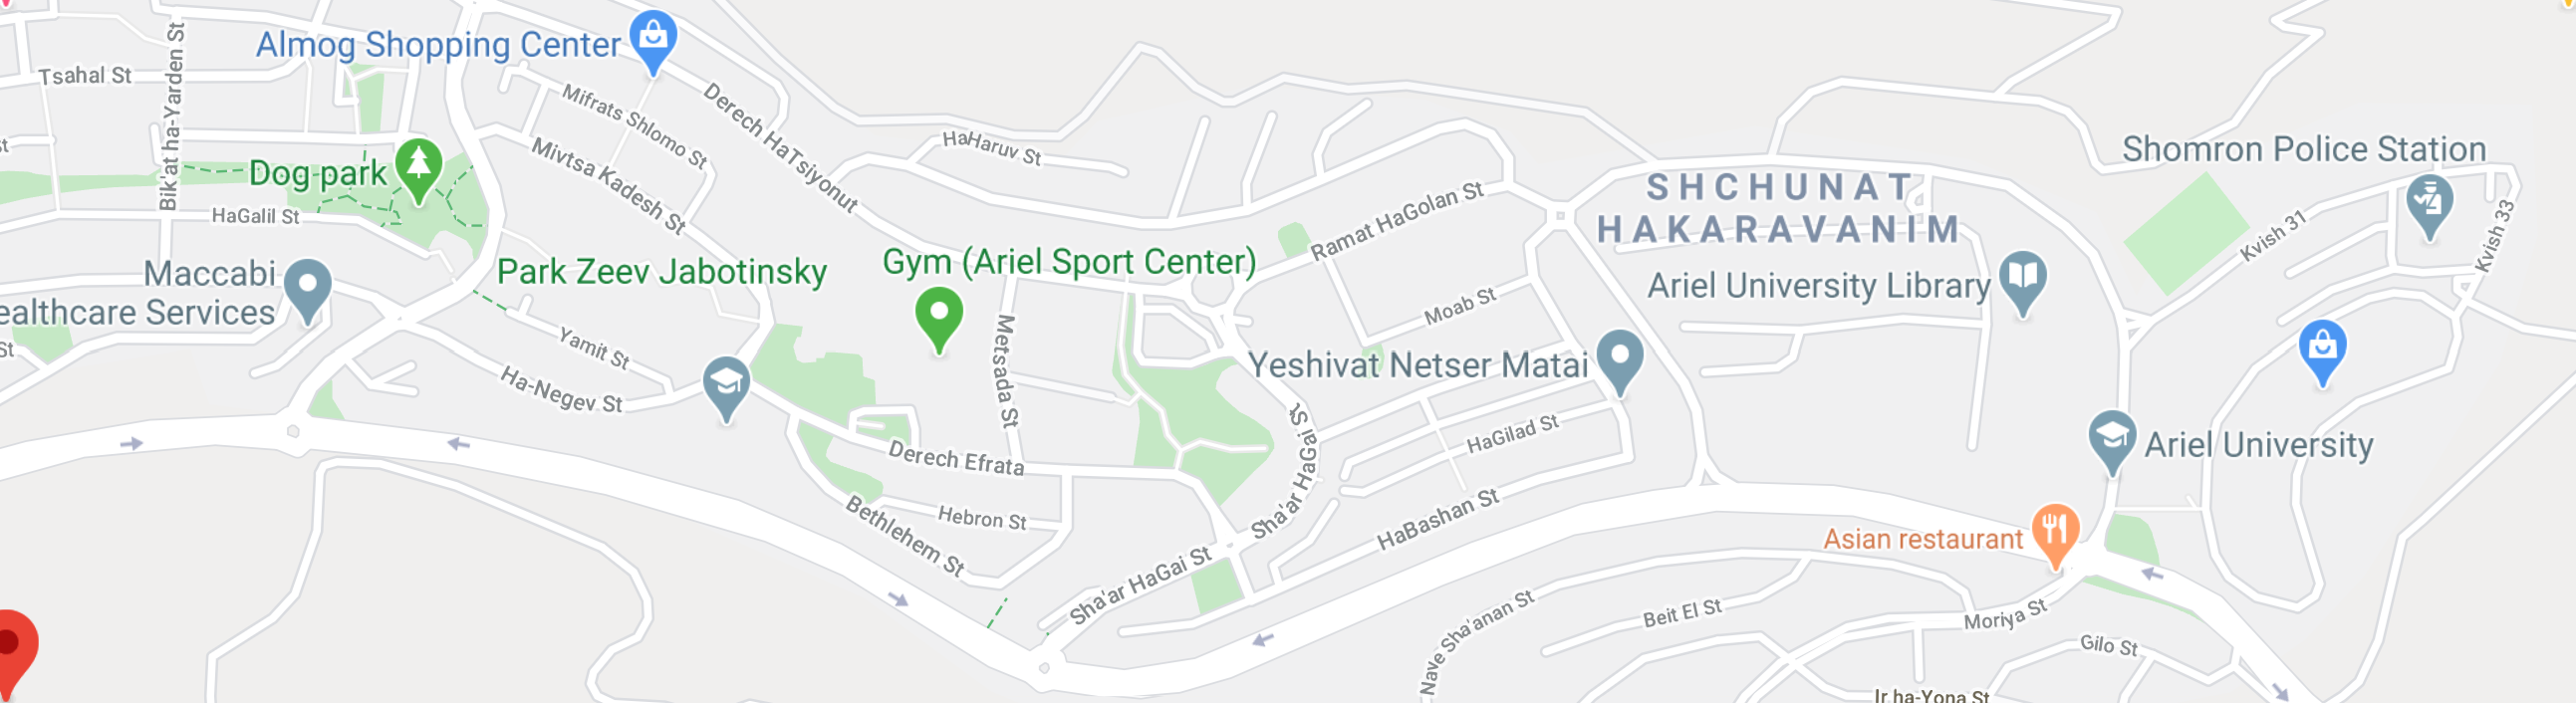 Almog Shopping Center
Tsahal St
Bik'at ha-Yarden St
Mifrats Shlomo St
Derech HaTsiyonut
HaHaruv St
Mivtsa Kadesh St
Dog park
HaGalil St
St
Shomron Police Station
SHCHUNAT
HAKARAVANIM
Ramat HaGolan St
Kvish 31
Kvish 33
Maccabi
ealthcare Services
Park Zeev Jabotinsky
Gym (Ariel Sport Center)
Ariel University Library
Moab St
Yamit St
Metsada St
Yeshivat Netser Matai
Ha-Negev St
Sha'ar HaGai St
HaGilad St
Ariel University
Derech Efrata
Hebron St
Bethlehem St
Sha'ar HaGai St
HaBashan St
Asian restaurant
Nave Sha'anan St
Beit El St
Moriya St
Gilo St
Ir ha-Yona St